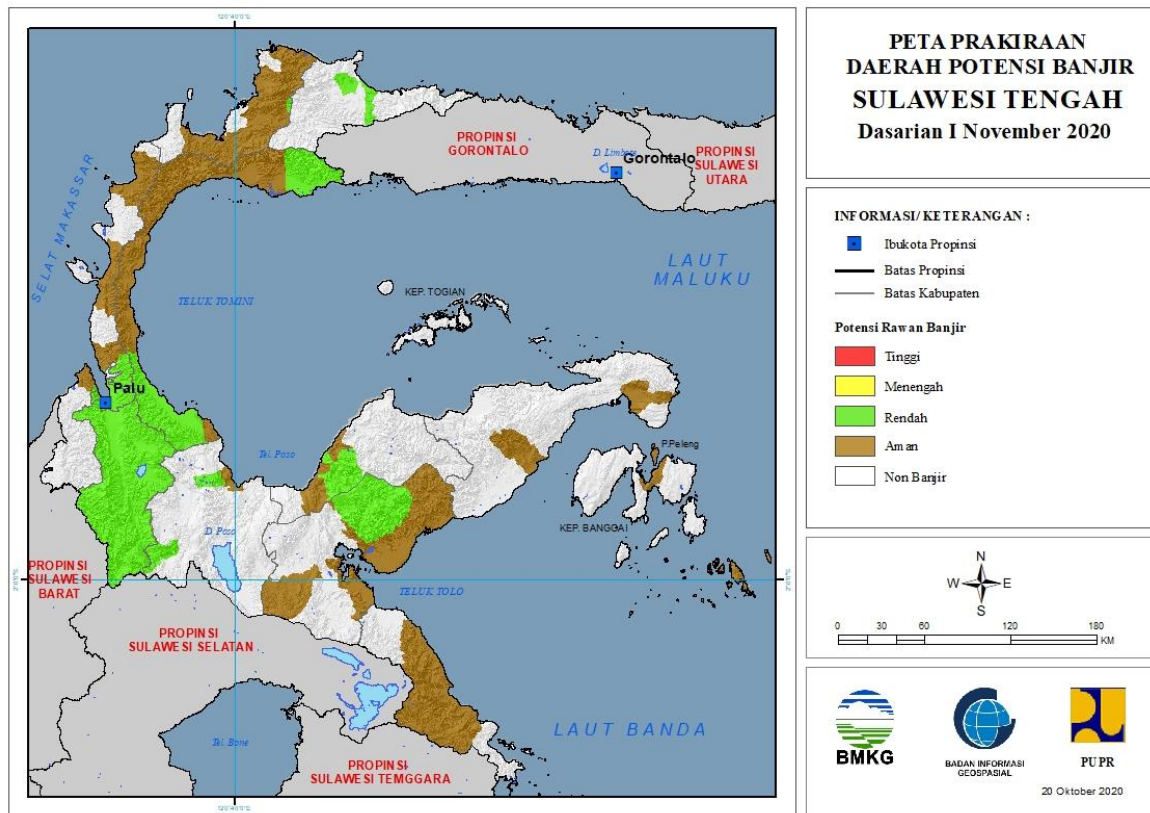 PETA PRAKIRAAN
DAERAH POTENSI BANJIR
SULAWESI TENGAH
Dasarian I November 2020
INFORMASI/ KETERANGAN :
Ibukota Propinsi
Batas Propinsi
Batas Kabupaten
Potensi Rawan Banjir
Tinggi
Menengah
Rendah
Aman
Non Banjir
N
W E
S
0 30 60 120 180
KM
BMKG
BADAN INFORMASI
GEOSPASIAL
PUPR
20 Oktober 2020
PROPINSI
GORONTALO
D. Limboto
Gorontalo
PROPINSI
SULAWESI
UTARA
SELAT MAKASSAR
LAUT
MALUKU
TELUK TOMINI
KEP. TOGIAN
Palu
Tel. Poso
P.Peleng
KEP. BANGGAI
D. Poso
PROPINSI
SULAWESI
BARAT
TELUK TOLO
PROPINSI
SULAWESI SELATAN
LAUT BANDA
Tel. Bone
PROPINSI
SULAWESI TEMGGARA